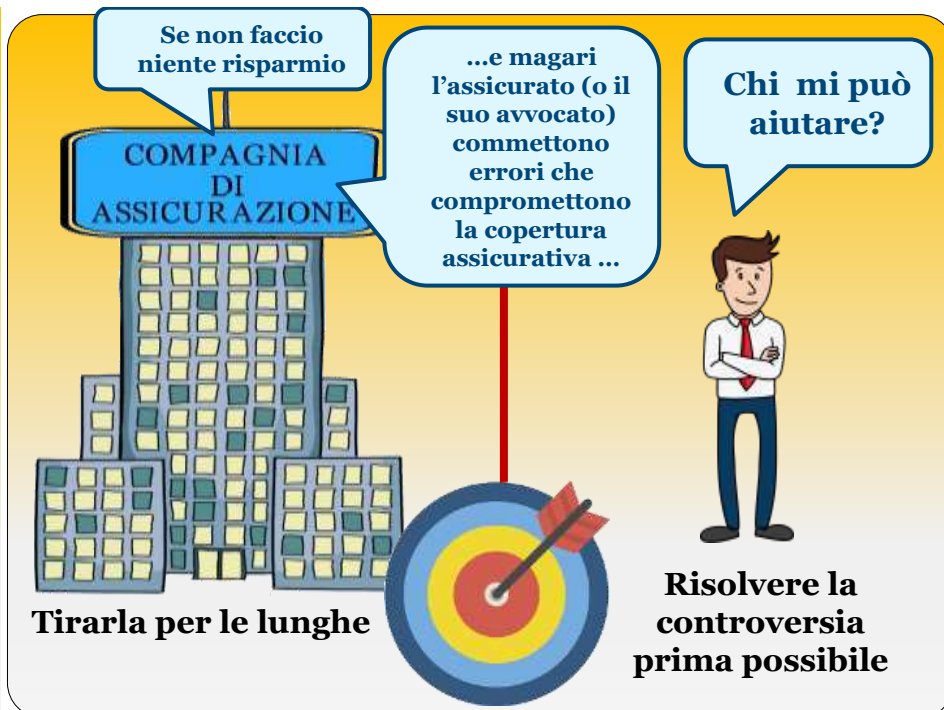 Se non faccio
niente risparmio
...e magari
l'assicurato (o il
suo avvocato)
commettono
errori che
compromettono
la copertura
assicurativa ...
Chi mi può
aiutare?
COMPAGNIA
DI
ASSICURAZIONE
Tirarla per le lunghe
Risolvere la
controversia
prima possibile